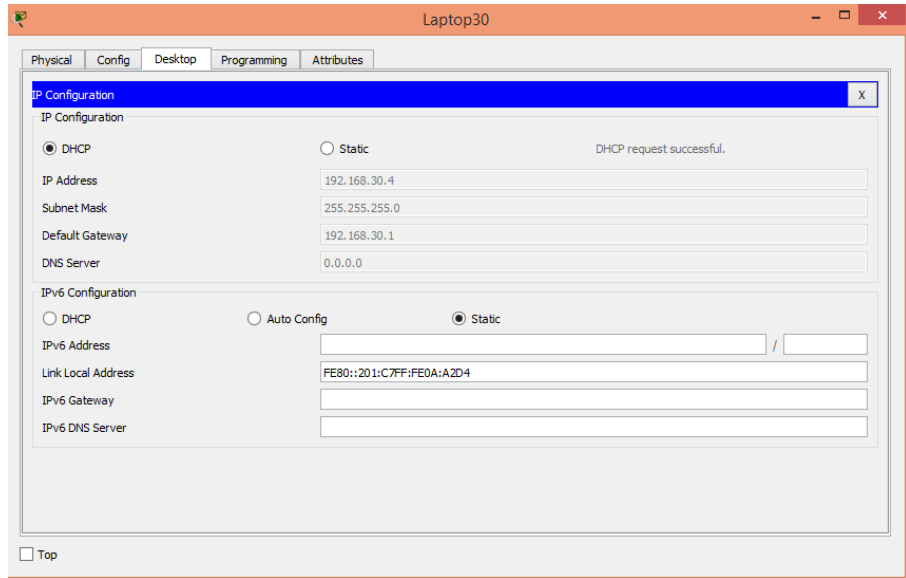 Laptop30
Physical Config Desktop Programming Attributes
IP Configuration X
IP Configuration
DHCP Static DHCP request successful.
IP Address 192.168.30.4
Subnet Mask 255.255.255.0
Default Gateway 192.168.30.1
DNS Server 0.0.0.0
IPv6 Configuration
DHCP Auto Config Static
IPv6 Address /
Link Local Address FE80::201:C7FF:FE0A:A2D4
IPv6 Gateway
IPv6 DNS Server
Top